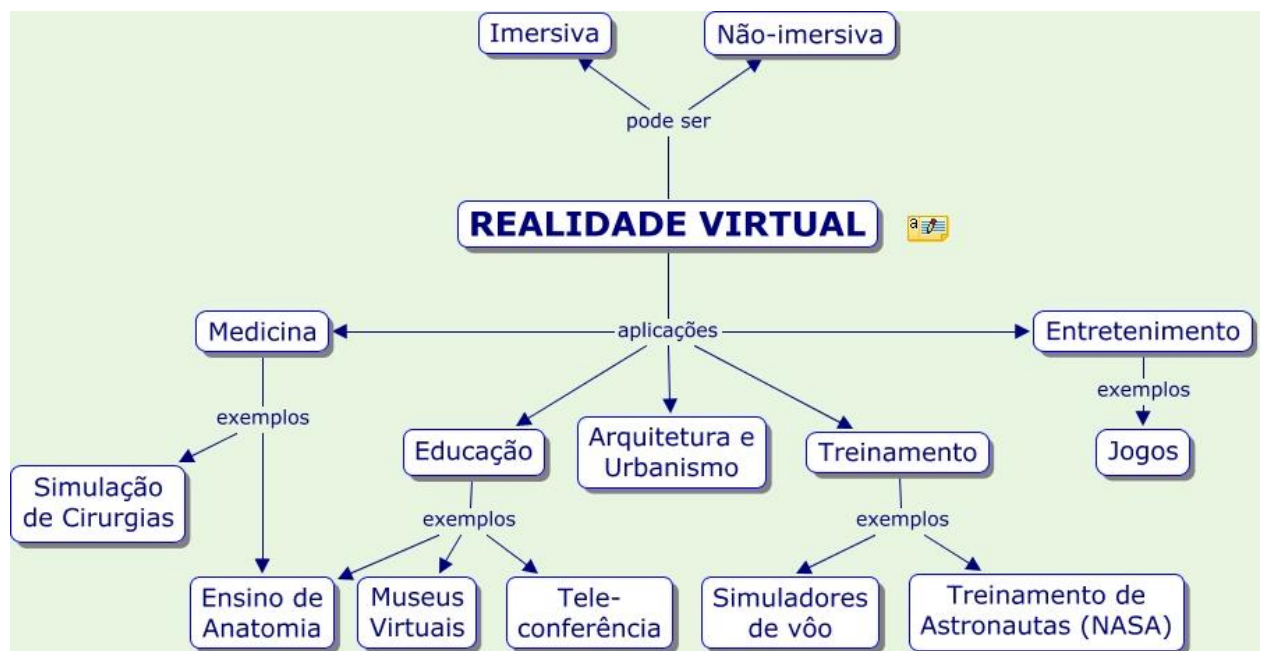 Imersiva
Não-imersiva
pode ser
REALIDADE VIRTUAL
a
Medicina
aplicações
Entretenimento
exemplos
exemplos
Educação
Arquitetura e
Urbanismo
Treinamento
Jogos
Simulação
de Cirurgias
exemplos
exemplos
Ensino de
Anatomia
Museus
Virtuais
Tele-
conferência
Simuladores
de vôo
Treinamento de
Astronautas (NASA)